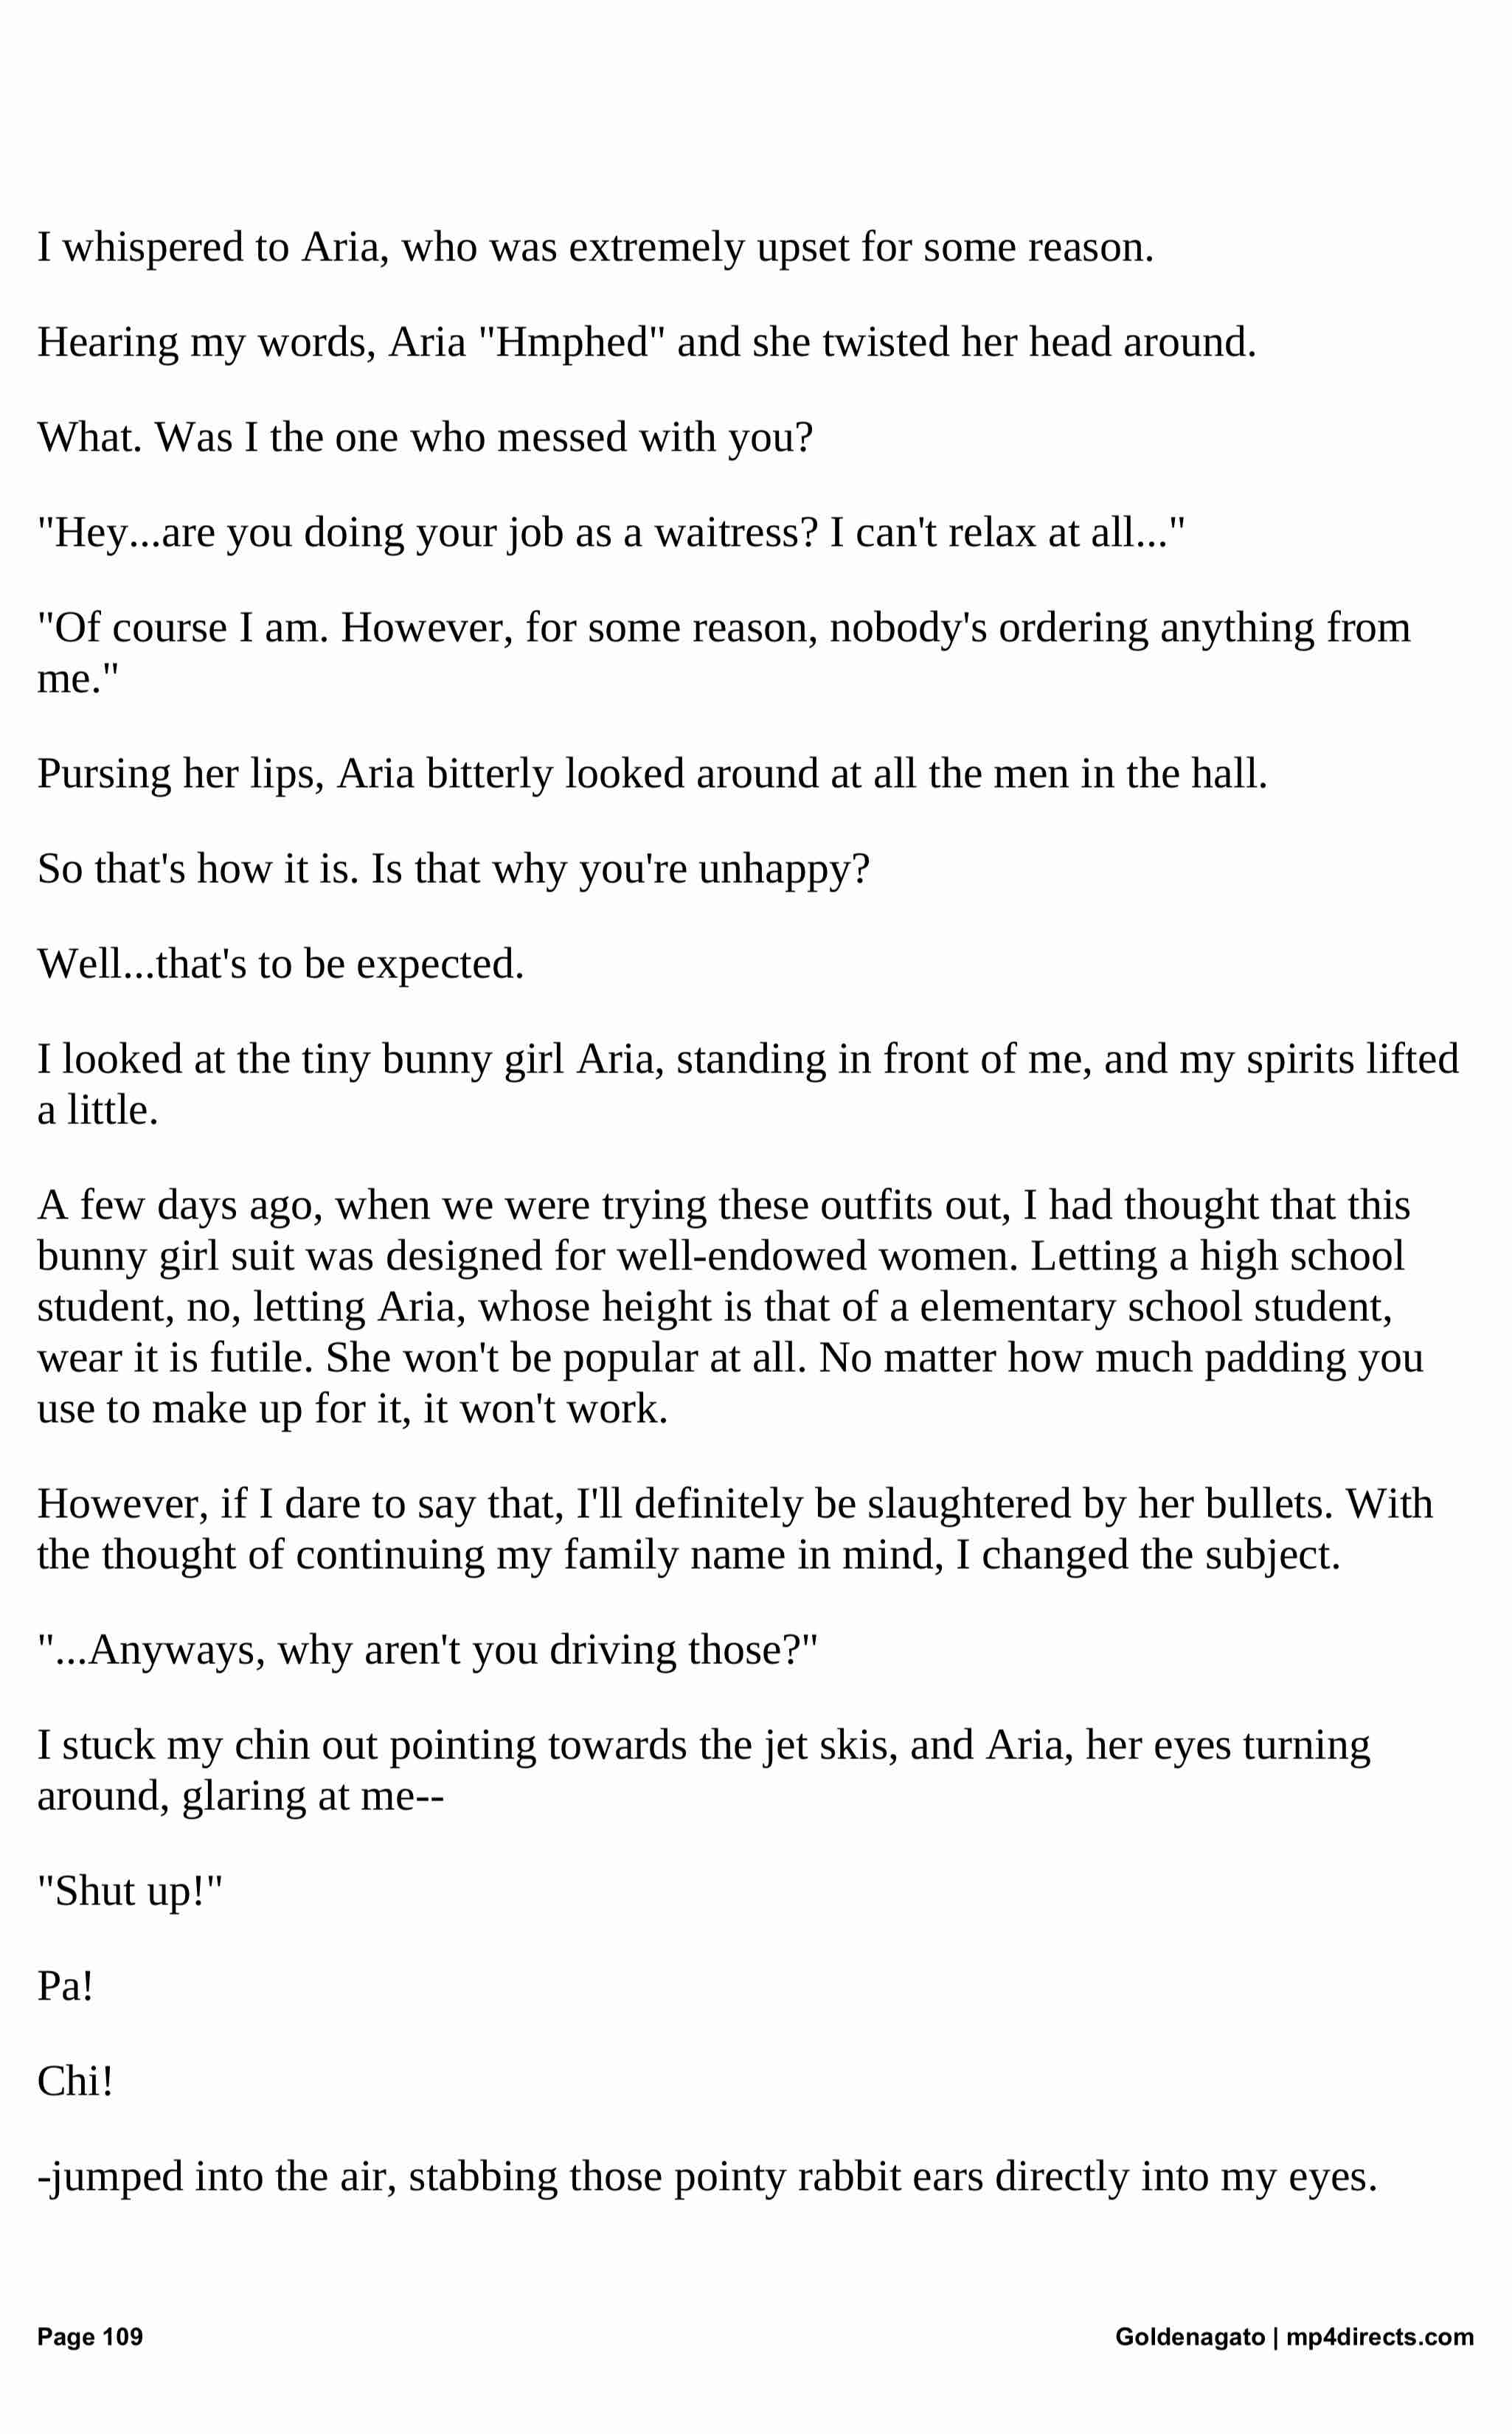 I whispered to Aria, who was extremely upset for some reason.
Hearing my words, Aria "Hmphed" and she twisted her head around.
What. Was I the one who messed with you?
"Hey...are you doing your job as a waitress? I can't relax at all..."
"Of course I am. However, for some reason, nobody's ordering anything from
me."
Pursing her lips, Aria bitterly looked around at all the men in the hall.
So that's how it is. Is that why you're unhappy?
Well...that's to be expected.
I looked at the tiny bunny girl Aria, standing in front of me, and my spirits lifted
a little.
A few days ago, when we were trying these outfits out, I had thought that this
bunny girl suit was designed for well-endowed women. Letting a high school
student, no, letting Aria, whose height is that of a elementary school student,
wear it is futile. She won't be popular at all. No matter how much padding you
use to make up for it, it won't work.
However, if I dare to say that, I'll definitely be slaughtered by her bullets. With
the thought of continuing my family name in mind, I changed the subject.
"...Anyways, why aren't you driving those?"
I stuck my chin out pointing towards the jet skis, and Aria, her eyes turning
around, glaring at me--
"Shut up!"
Pa!
Chi!
-jumped into the air, stabbing those pointy rabbit ears directly into my eyes.
Page 109
Goldenagato | mp4directs.com